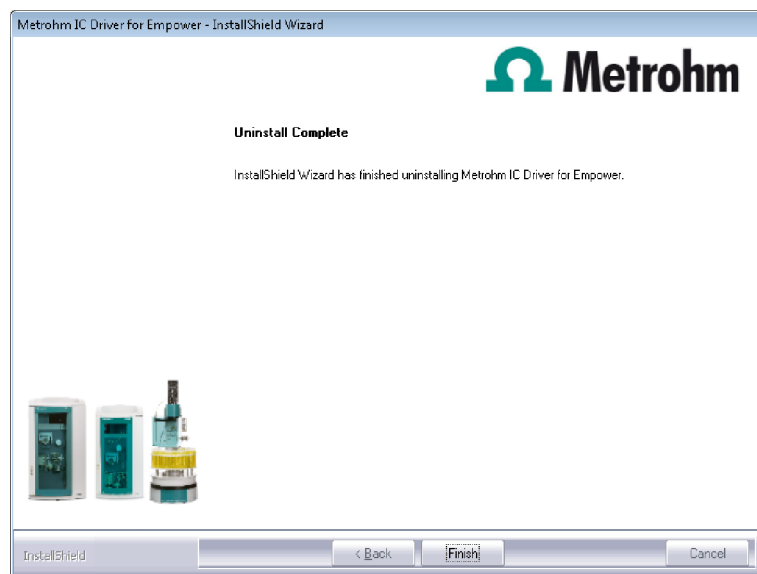 Metrohm IC Driver for Empower - InstallShield Wizard
Metrohm
Uninstall Complete
InstallShield Wizard has finished uninstalling Metrohm IC Driver for Empower.
InstallShield
< Back
Finish
Cancel